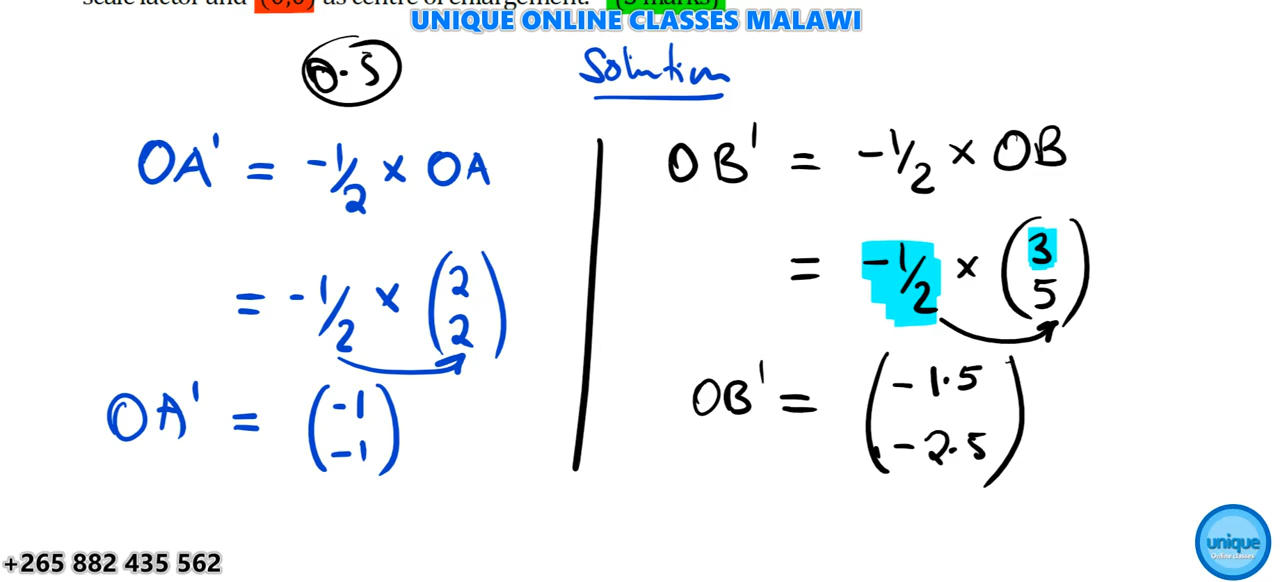 scale factor and (0,0) as centre of enlargement. (5 marks)
UNIQUE ONLINE CLASSES MALAWI
0.5
Solution
OA' = -1/2 × OA
= -1/2 × (2 2)
OA' = (-1 -1)
OB' = -1/2 × OB
= -1/2 × (3 5)
OB' = (-1.5 -2.5)
unique
Online classes
+265 882 435 562